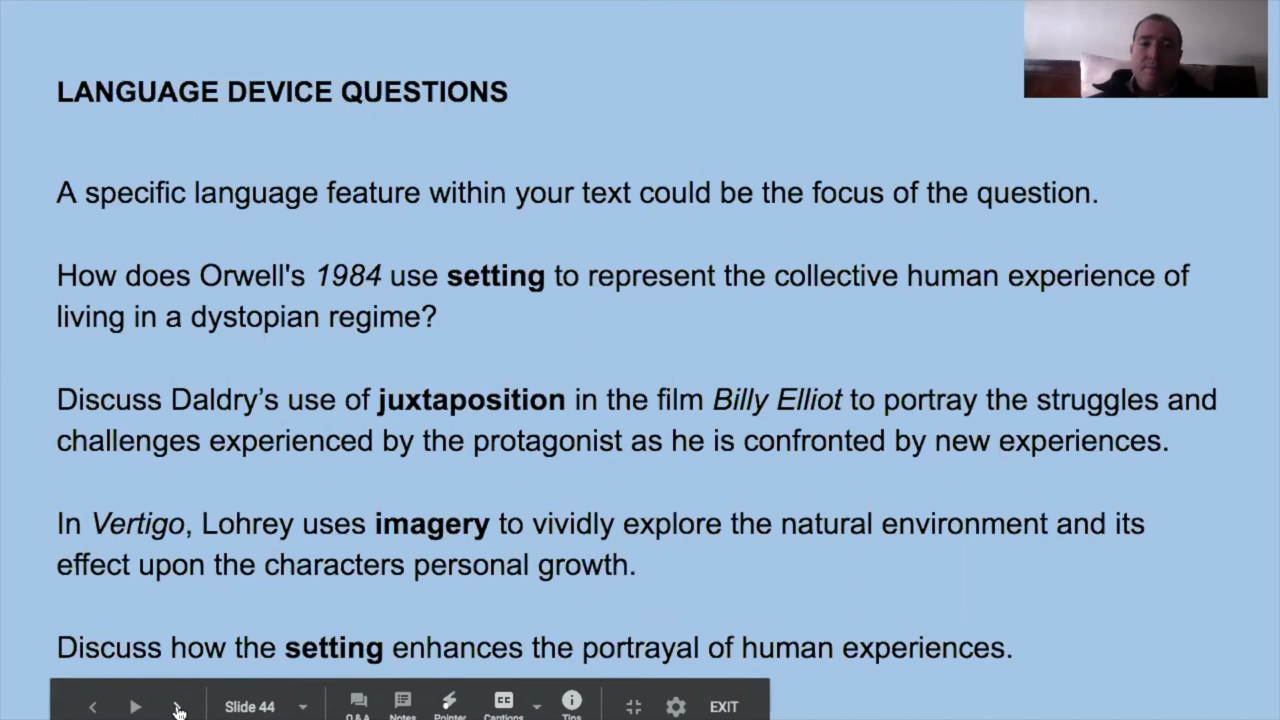 LANGUAGE DEVICE QUESTIONS
A specific language feature within your text could be the focus of the question.
How does Orwell's 1984 use setting to represent the collective human experience of
living in a dystopian regime?
Discuss Daldry’s use of juxtaposition in the film Billy Elliot to portray the struggles and
challenges experienced by the protagonist as he is confronted by new experiences.
In Vertigo, Lohrey uses imagery to vividly explore the natural environment and its
effect upon the characters personal growth.
Discuss how the setting enhances the portrayal of human experiences.
Slide 44
CC
EXIT
Q&A Notes Pointer Captions Tips